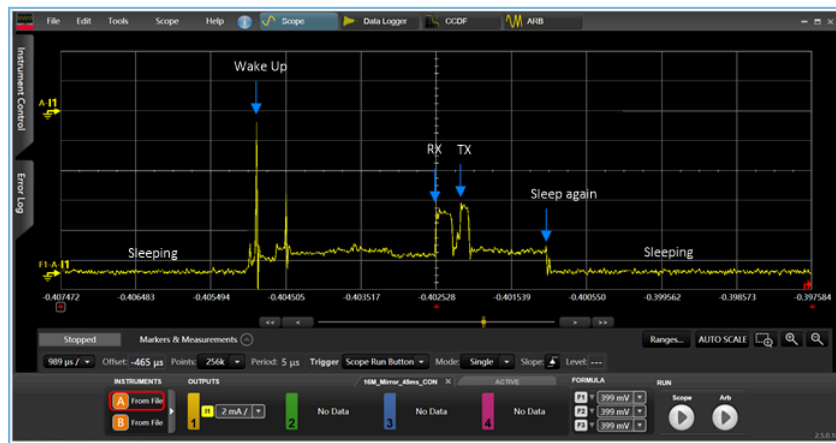 File Edit Tools Scope Help Scope Data Logger CCDF ARB
Instrument Control
Error Log
Wake Up
A-I1
RX TX
Sleep again
Sleeping Sleeping
F1-A-I1
-0.407472 -0.406483 -0.405494 -0.404505 -0.403517 -0.402528 -0.401539 -0.400550 -0.399562 -0.398573 -0.397584
<< < > >>
Stopped Markers & Measurements Ranges... AUTO SCALE
989 µs / Offset: -465 µs Points: 256k Period: 5 µs Trigger Scope Run Button Mode: Single Slope: Level: ---
INSTRUMENTS OUTPUTS 16M_Mirror_45ms_CON × ACTIVE FORMULA RUN
A From File
B From File
1 I1 2 mA / 2 No Data 3 No Data 4 No Data
F1 399 mV
F2 399 mV
F3 399 mV
Scope Arb